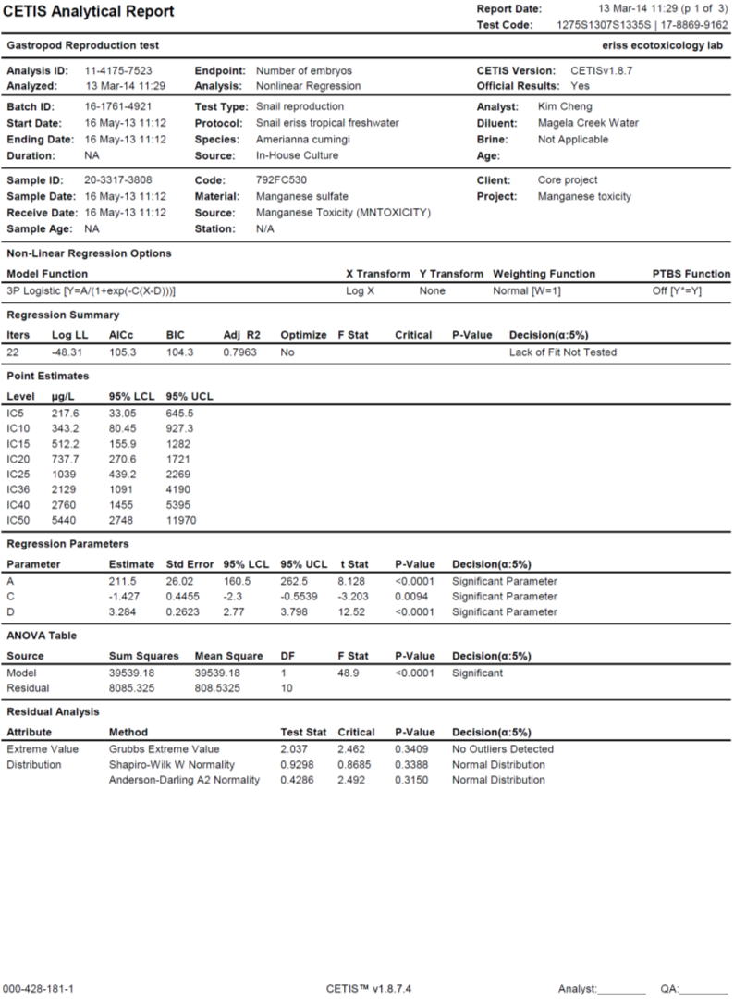 CETIS Analytical Report
Report Date: 13 Mar-14 11:29 (p 1 of 3)
Test Code: 1275S1307S1335S | 17-8869-9162
Gastropod Reproduction test eriss ecotoxicology lab
Analysis ID: 11-4175-7523 Endpoint: Number of embryos CETIS Version: CETISv1.8.7
Analyzed: 13 Mar-14 11:29 Analysis: Nonlinear Regression Official Results: Yes
Batch ID: 16-1761-4921 Test Type: Snail reproduction Analyst: Kim Cheng
Start Date: 16 May-13 11:12 Protocol: Snail eriss tropical freshwater Diluent: Magela Creek Water
Ending Date: 16 May-13 11:12 Species: Amerianna cumingi Brine: Not Applicable
Duration: NA Source: In-House Culture Age:
Sample ID: 20-3317-3808 Code: 792FC530 Client: Core project
Sample Date: 16 May-13 11:12 Material: Manganese sulfate Project: Manganese toxicity
Receive Date: 16 May-13 11:12 Source: Manganese Toxicity (MNTOXICITY)
Sample Age: NA Station: N/A
Non-Linear Regression Options
Model Function X Transform Y Transform Weighting Function PTBS Function
3P Logistic [Y=A/(1+exp(-C(X-D)))] Log X None Normal [W=1] Off [Y*=Y]
Regression Summary
Iters Log LL AICc BIC Adj R2 Optimize F Stat Critical P-Value Decision(α:5%)
22 -48.31 105.3 104.3 0.7963 No Lack of Fit Not Tested
Point Estimates
Level µg/L 95% LCL 95% UCL
IC5 217.6 33.05 645.5
IC10 343.2 80.45 927.3
IC15 512.2 155.9 1282
IC20 737.7 270.6 1721
IC25 1039 439.2 2269
IC36 2129 1091 4190
IC40 2760 1455 5395
IC50 5440 2748 11970
Regression Parameters
Parameter Estimate Std Error 95% LCL 95% UCL t Stat P-Value Decision(α:5%)
A 211.5 26.02 160.5 262.5 8.128 <0.0001 Significant Parameter
C -1.427 0.4455 -2.3 -0.5539 -3.203 0.0094 Significant Parameter
D 3.284 0.2623 2.77 3.798 12.52 <0.0001 Significant Parameter
ANOVA Table
Source Sum Squares Mean Square DF F Stat P-Value Decision(α:5%)
Model 39539.18 39539.18 1 48.9 <0.0001 Significant
Residual 8085.325 808.5325 10
Residual Analysis
Attribute Method Test Stat Critical P-Value Decision(α:5%)
Extreme Value Grubbs Extreme Value 2.037 2.462 0.3409 No Outliers Detected
Distribution Shapiro-Wilk W Normality 0.9298 0.8685 0.3388 Normal Distribution
Anderson-Darling A2 Normality 0.4286 2.492 0.3150 Normal Distribution
000-428-181-1 CETIS™ v1.8.7.4 Analyst:________ QA:________